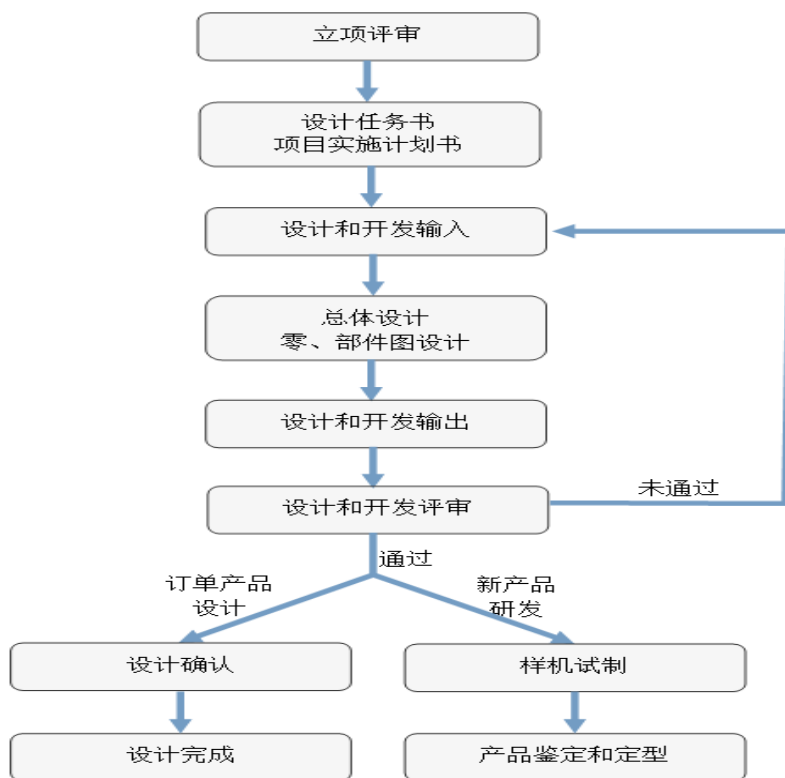 立项评审
设计任务书
项目实施计划书
设计和开发输入
总体设计
零、部件图设计
设计和开发输出
设计和开发评审
未通过
通过
订单产品
设计
新产品
研发
设计确认
样机试制
设计完成
产品鉴定和定型